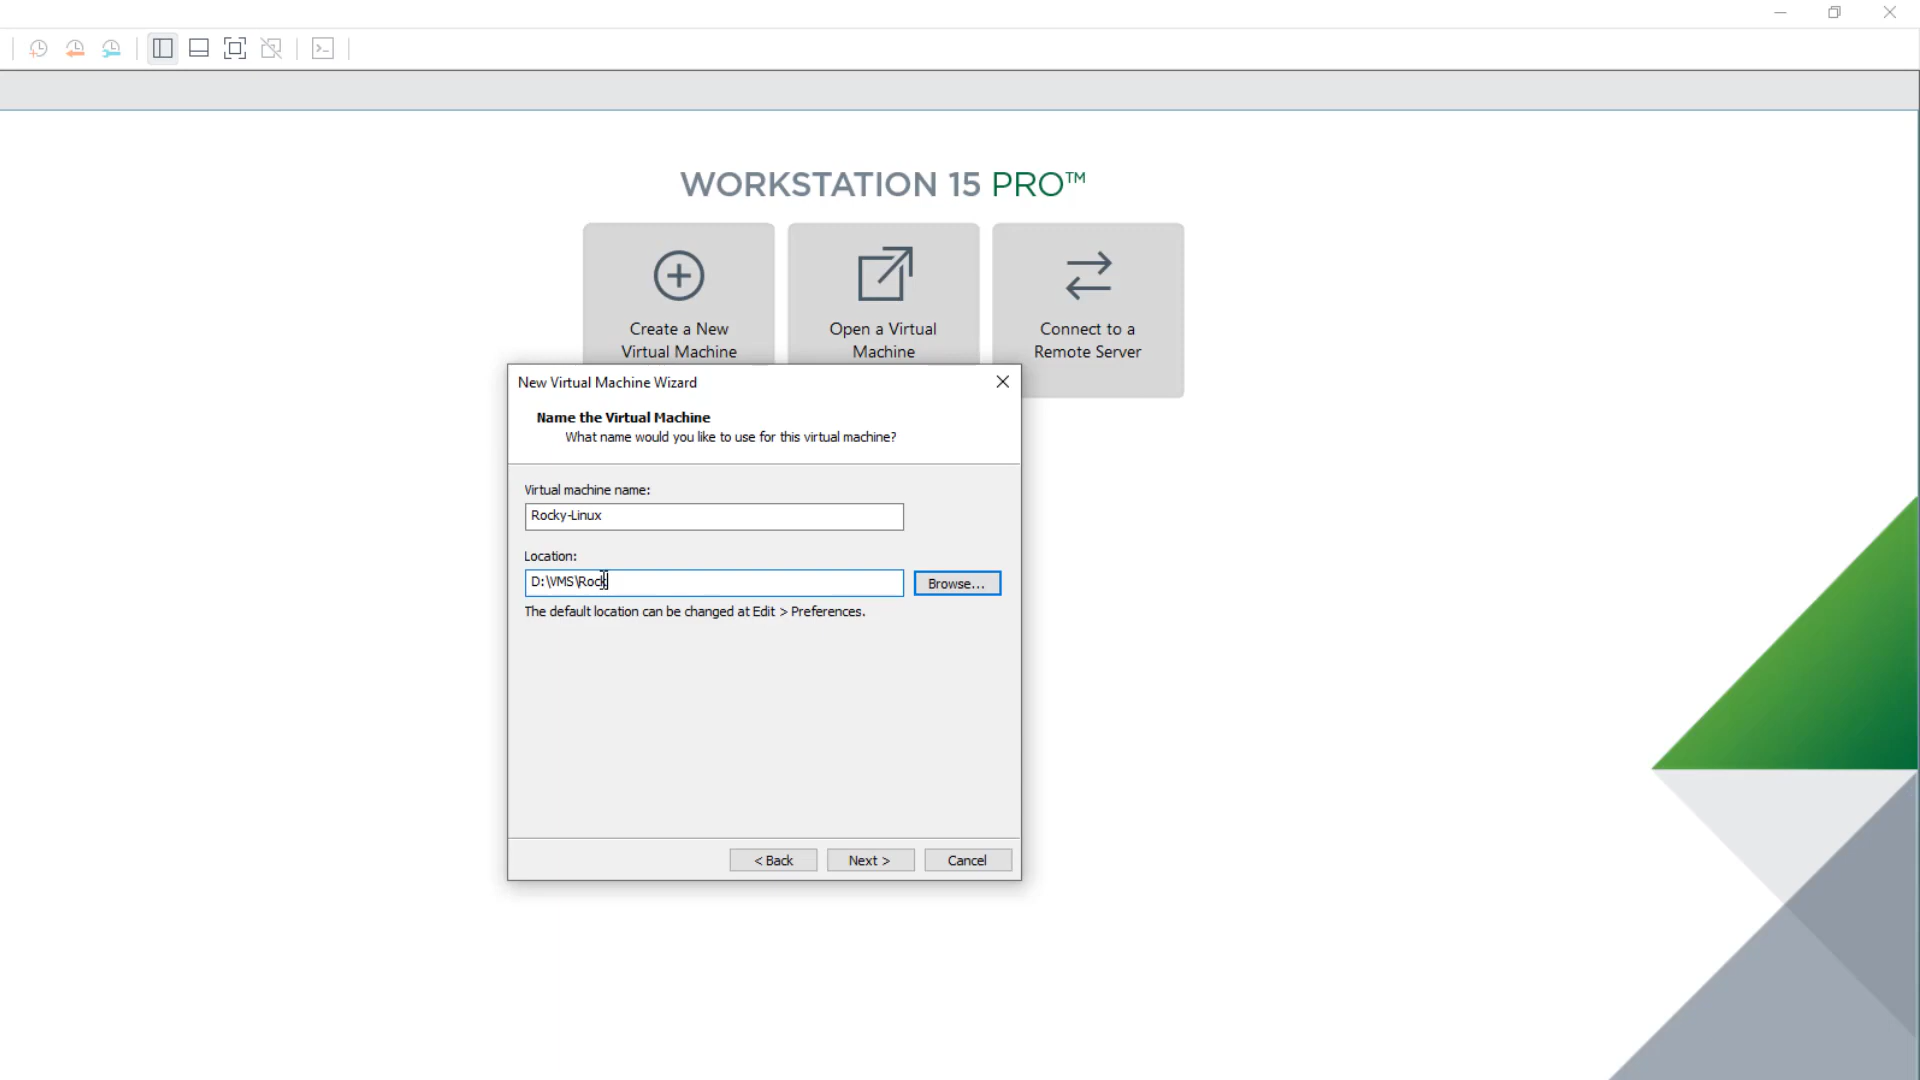 WORKSTATION 15 PRO™
Create a New
Virtual Machine
Open a Virtual
Machine
Connect to a
Remote Server
New Virtual Machine Wizard
Name the Virtual Machine
What name would you like to use for this virtual machine?
Virtual machine name:
Rocky-Linux
Location:
D:\VMS\Rock
Browse...
The default location can be changed at Edit > Preferences.
< Back
Next >
Cancel